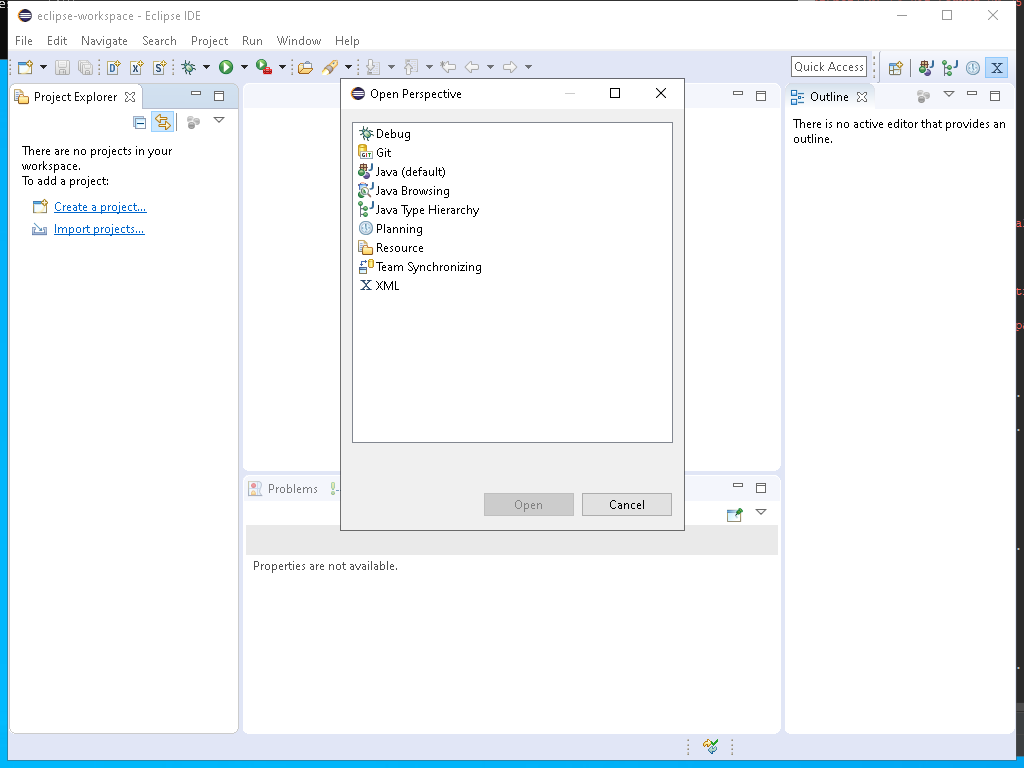 eclipse-workspace - Eclipse IDE
File Edit Navigate Search Project Run Window Help
Quick Access
Project Explorer
There are no projects in your
workspace.
To add a project:
Create a project...
Import projects...
Open Perspective
Debug
Git
Java (default)
Java Browsing
Java Type Hierarchy
Planning
Resource
Team Synchronizing
XML
Open Cancel
Outline
There is no active editor that provides an
outline.
Problems
Properties are not available.